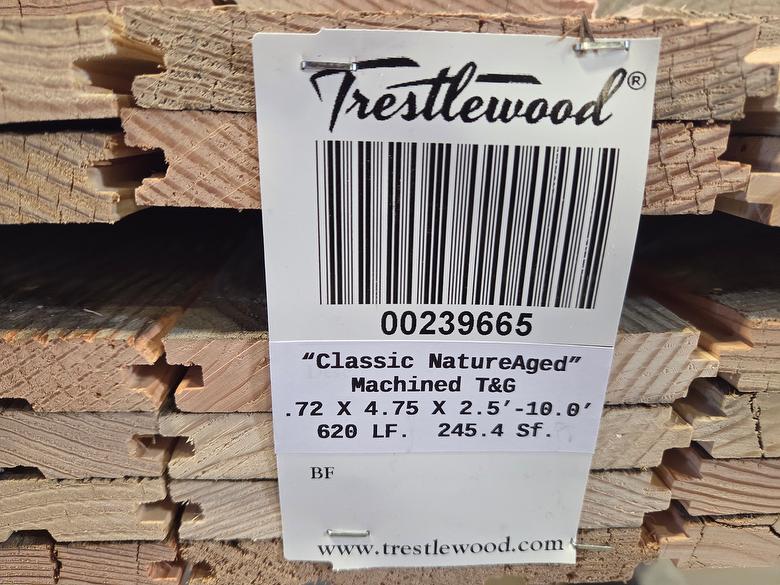 Trestlewood®
00239665
“Classic NatureAged”
Machined T&G
.72 X 4.75 X 2.5’-10.0’
620 LF. 245.4 Sf.
BF
www.trestlewood.com